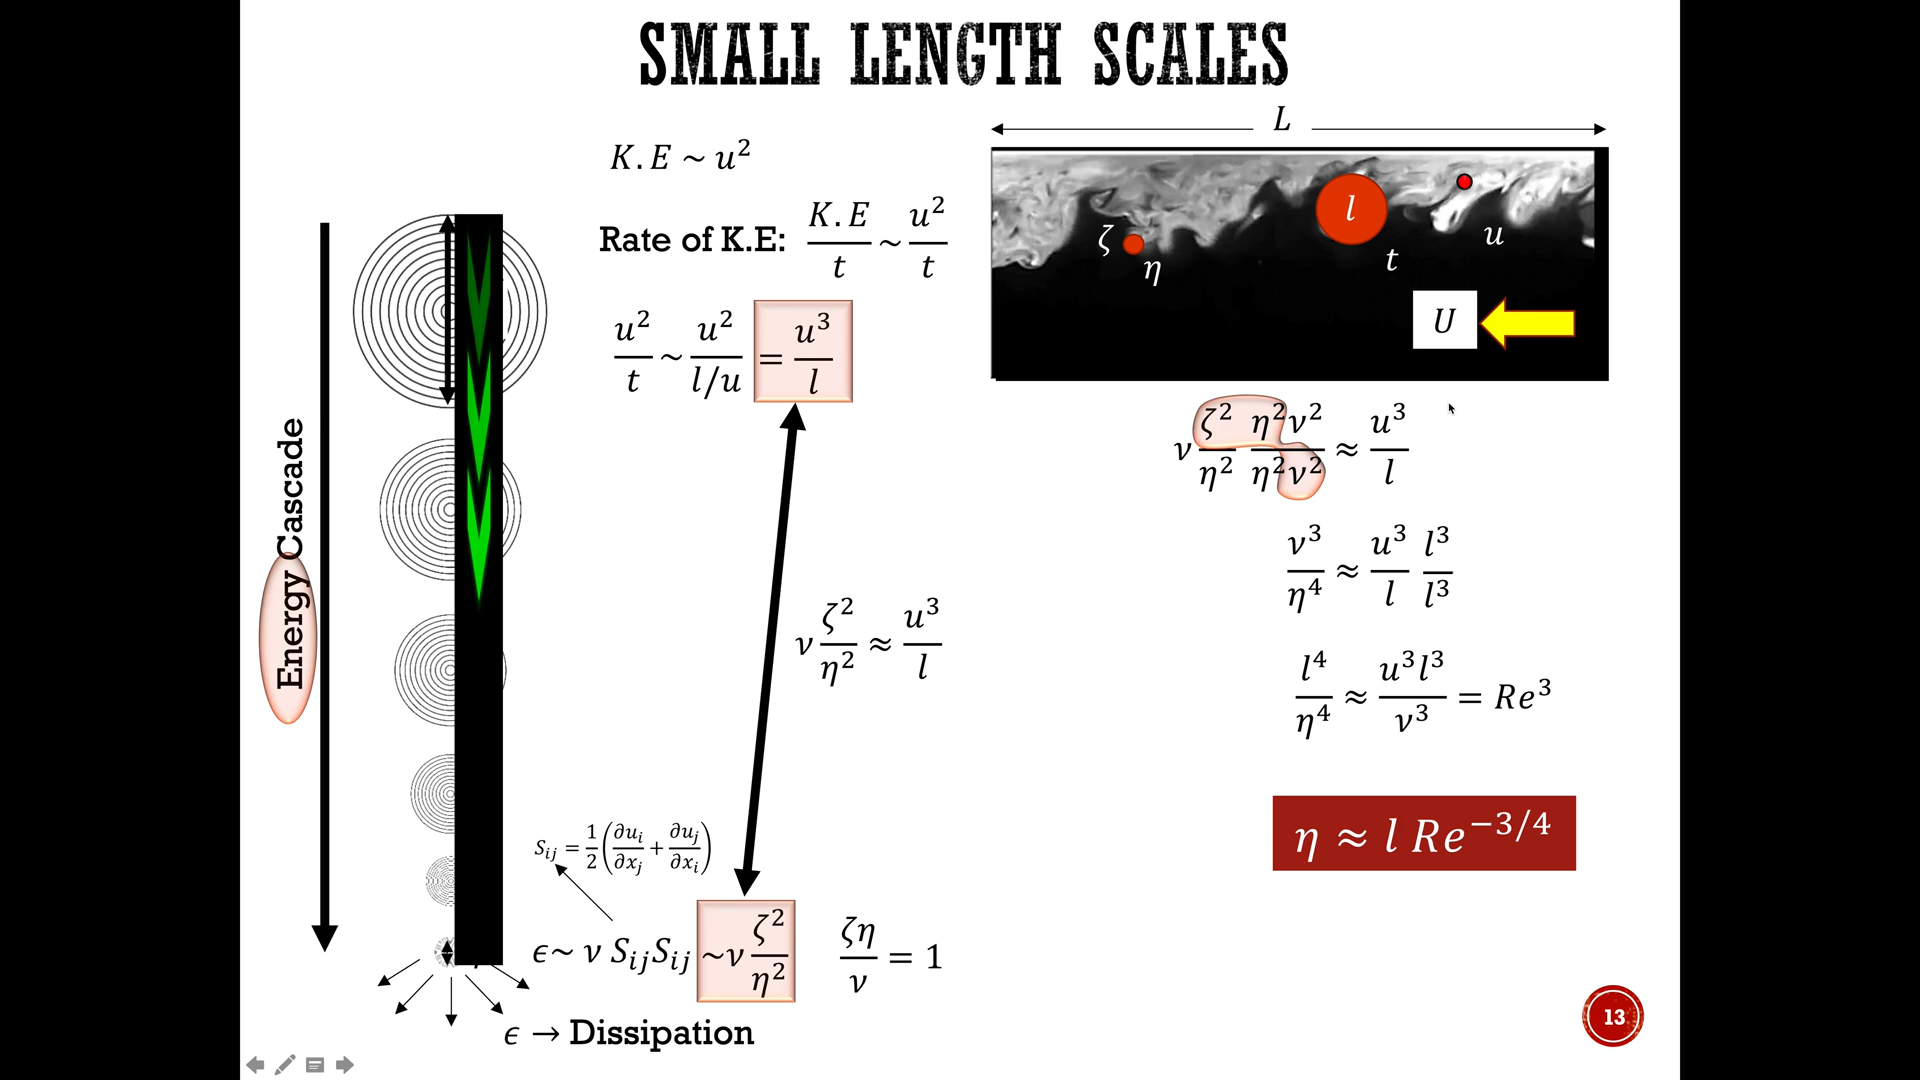 SMALL LENGTH SCALES
K.E ~ u²
Rate of K.E: K.E/t ~ u²/t
u²/t ~ u²/(l/u) = u³/l
Energy Cascade
ν ζ²/η² ≈ u³/l
S_ij = 1/2 (∂u_i/∂x_j + ∂u_j/∂x_i)
ϵ~ ν S_ij S_ij ~ν ζ²/η²
ζη/ν = 1
ϵ → Dissipation
L
l
ζ
η
t
u
U
ν ζ²/η² η²ν²/η²ν² ≈ u³/l
ν³/η⁴ ≈ u³/l l³/l³
l⁴/η⁴ ≈ u³l³/ν³ = Re³
η ≈ l Re^(−3/4)
13